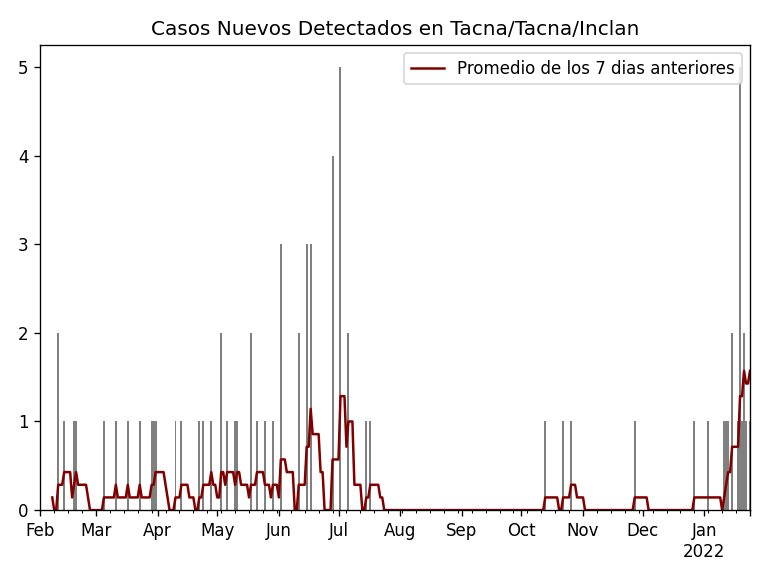 Casos Nuevos Detectados en Tacna/Tacna/Inclan
Promedio de los 7 dias anteriores
5
4
3
2
1
0
Feb Mar Apr May Jun Jul Aug Sep Oct Nov Dec Jan
2022